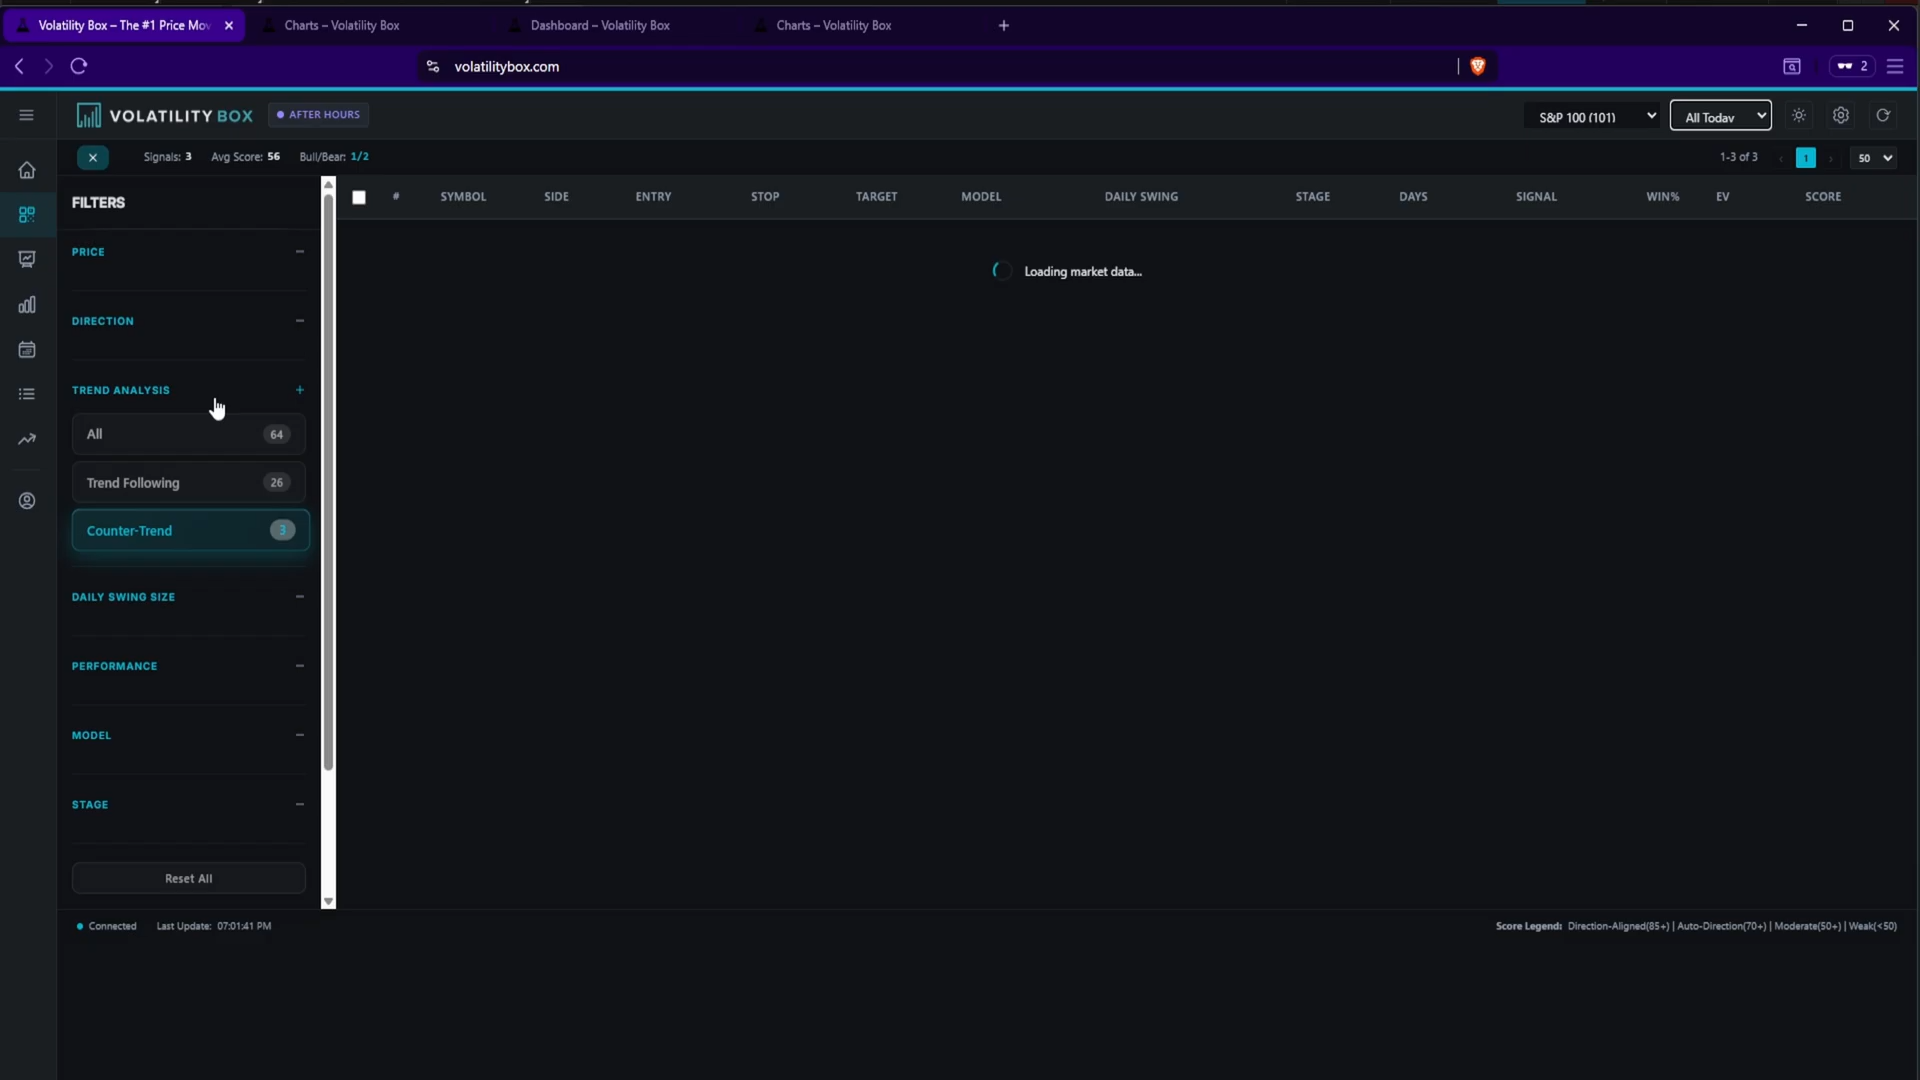 Volatility Box – The #1 Price Mov
Charts – Volatility Box
Dashboard – Volatility Box
Charts – Volatility Box
volatilitybox.com
2
VOLATILITY BOX
AFTER HOURS
S&P 100 (101)
All Today
Signals: 3
Avg Score: 56
Bull/Bear: 1/2
1-3 of 3
1
50
FILTERS
# SYMBOL SIDE ENTRY STOP TARGET MODEL DAILY SWING STAGE DAYS SIGNAL WIN% EV SCORE
PRICE
Loading market data...
DIRECTION
TREND ANALYSIS
All 64
Trend Following 26
Counter-Trend 3
DAILY SWING SIZE
PERFORMANCE
MODEL
STAGE
Reset All
Connected
Last Update: 07:01:41 PM
Score Legend: Direction-Aligned(85+) | Auto-Direction(70+) | Moderate(50+) | Weak(<50)